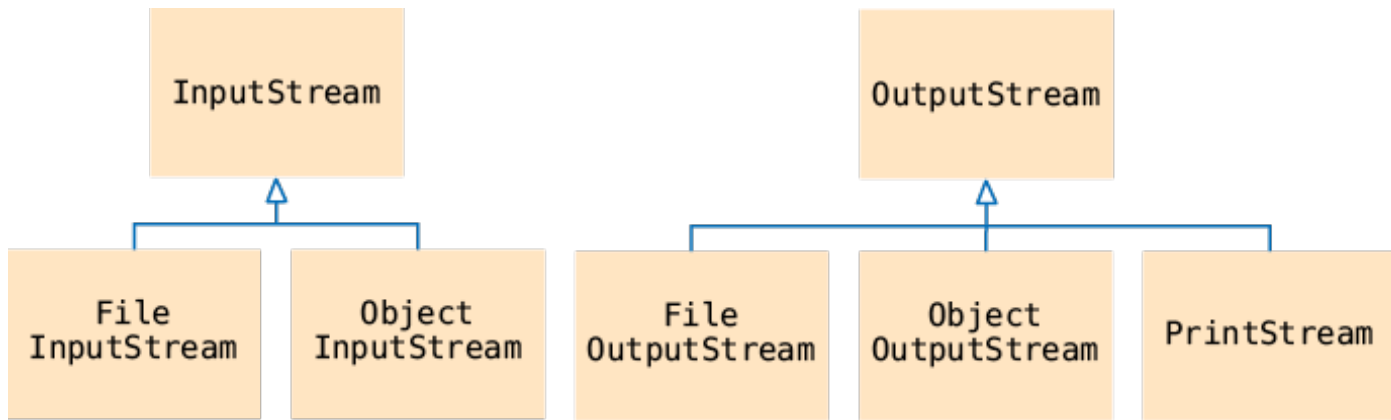 InputStream
OutputStream
File
InputStream
Object
InputStream
File
OutputStream
Object
OutputStream
PrintStream